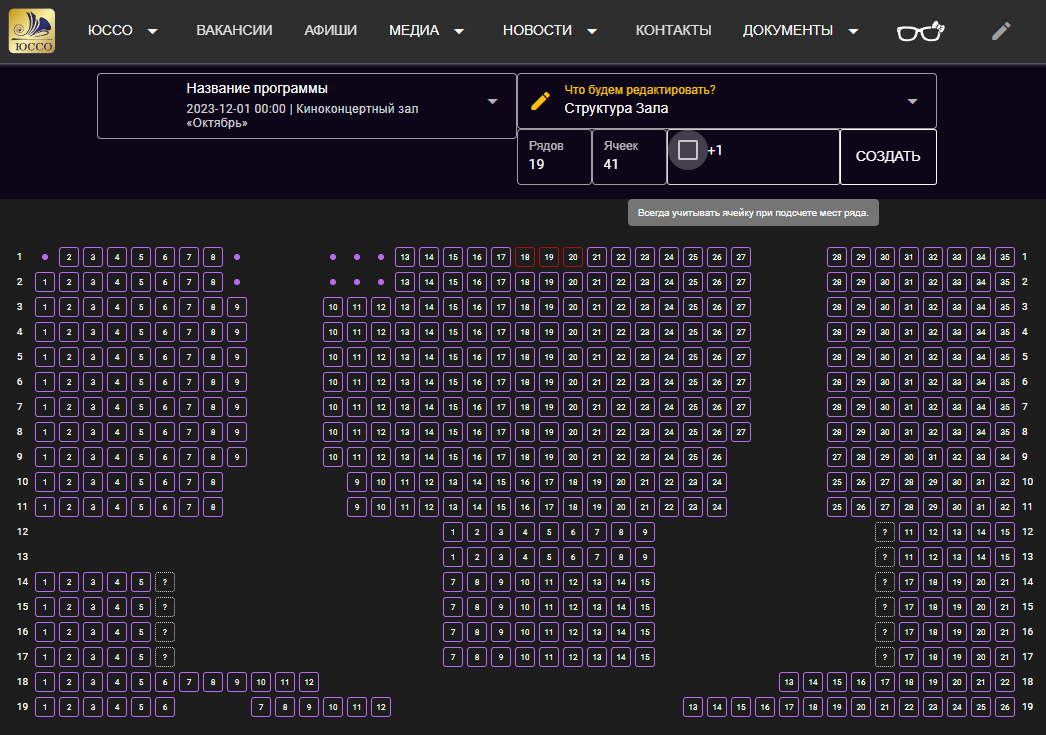 ЮССО
ЮССО ВАКАНСИИ АФИШИ МЕДИА НОВОСТИ КОНТАКТЫ ДОКУМЕНТЫ
Название программы
2023-12-01 00:00 | Киноконцертный зал
«Октябрь»
Что будем редактировать?
Структура Зала
Рядов Ячеек
19 41 +1 СОЗДАТЬ
Всегда учитывать ячейку при подсчете мест ряда.
1 2 3 4 5 6 7 8 13 14 15 16 17 18 19 20 21 22 23 24 25 26 27 28 29 30 31 32 33 34 35 1
2 1 2 3 4 5 6 7 8 13 14 15 16 17 18 19 20 21 22 23 24 25 26 27 28 29 30 31 32 33 34 35 2
3 1 2 3 4 5 6 7 8 9 10 11 12 13 14 15 16 17 18 19 20 21 22 23 24 25 26 27 28 29 30 31 32 33 34 35 3
4 1 2 3 4 5 6 7 8 9 10 11 12 13 14 15 16 17 18 19 20 21 22 23 24 25 26 27 28 29 30 31 32 33 34 35 4
5 1 2 3 4 5 6 7 8 9 10 11 12 13 14 15 16 17 18 19 20 21 22 23 24 25 26 27 28 29 30 31 32 33 34 35 5
6 1 2 3 4 5 6 7 8 9 10 11 12 13 14 15 16 17 18 19 20 21 22 23 24 25 26 27 28 29 30 31 32 33 34 35 6
7 1 2 3 4 5 6 7 8 9 10 11 12 13 14 15 16 17 18 19 20 21 22 23 24 25 26 27 28 29 30 31 32 33 34 35 7
8 1 2 3 4 5 6 7 8 9 10 11 12 13 14 15 16 17 18 19 20 21 22 23 24 25 26 27 28 29 30 31 32 33 34 35 8
9 1 2 3 4 5 6 7 8 9 10 11 12 13 14 15 16 17 18 19 20 21 22 23 24 25 26 27 28 29 30 31 32 33 34 9
10 1 2 3 4 5 6 7 8 9 10 11 12 13 14 15 16 17 18 19 20 21 22 23 24 25 26 27 28 29 30 31 32 10
11 1 2 3 4 5 6 7 8 9 10 11 12 13 14 15 16 17 18 19 20 21 22 23 24 25 26 27 28 29 30 31 32 11
12 1 2 3 4 5 6 7 8 9 ? 11 12 13 14 15 12
13 1 2 3 4 5 6 7 8 9 ? 11 12 13 14 15 13
14 1 2 3 4 5 ? 7 8 9 10 11 12 13 14 15 ? 17 18 19 20 21 14
15 1 2 3 4 5 ? 7 8 9 10 11 12 13 14 15 ? 17 18 19 20 21 15
16 1 2 3 4 5 ? 7 8 9 10 11 12 13 14 15 ? 17 18 19 20 21 16
17 1 2 3 4 5 ? 7 8 9 10 11 12 13 14 15 ? 17 18 19 20 21 17
18 1 2 3 4 5 6 7 8 9 10 11 12 13 14 15 16 17 18 19 20 21 22 18
19 1 2 3 4 5 6 7 8 9 10 11 12 13 14 15 16 17 18 19 20 21 22 23 24 25 26 19